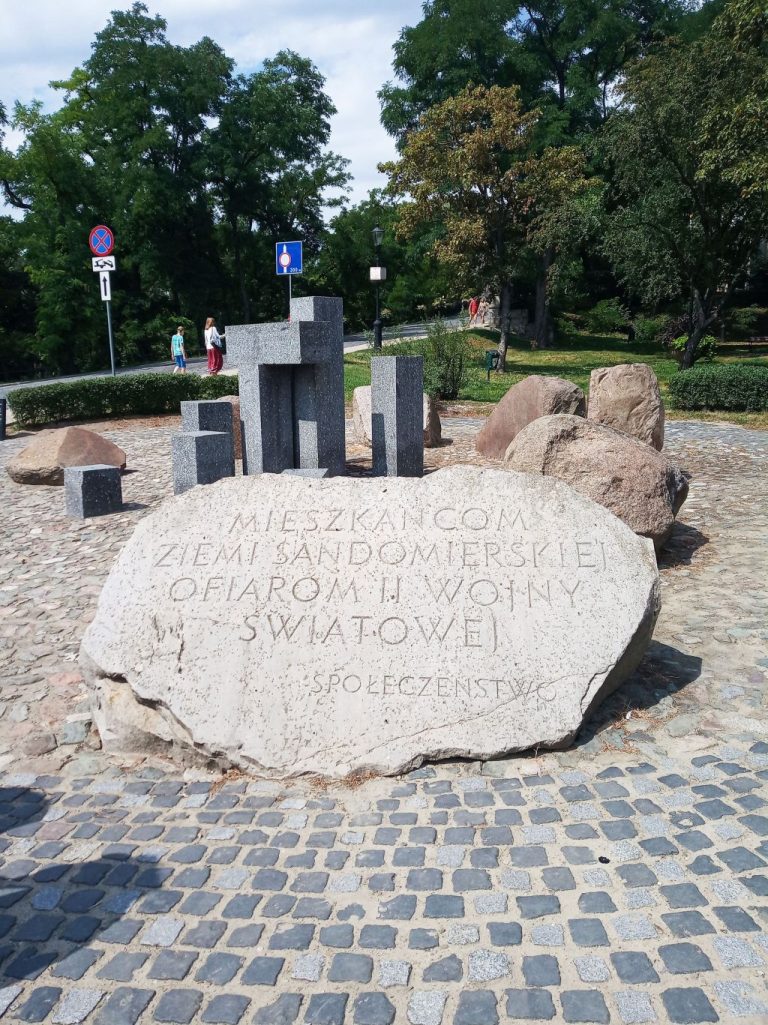 MIESZKAŃCOM
ZIEMI SANDOMIERSKIEJ
OFIAROM II WOJNY
ŚWIATOWEJ
SPOŁECZEŃSTWO